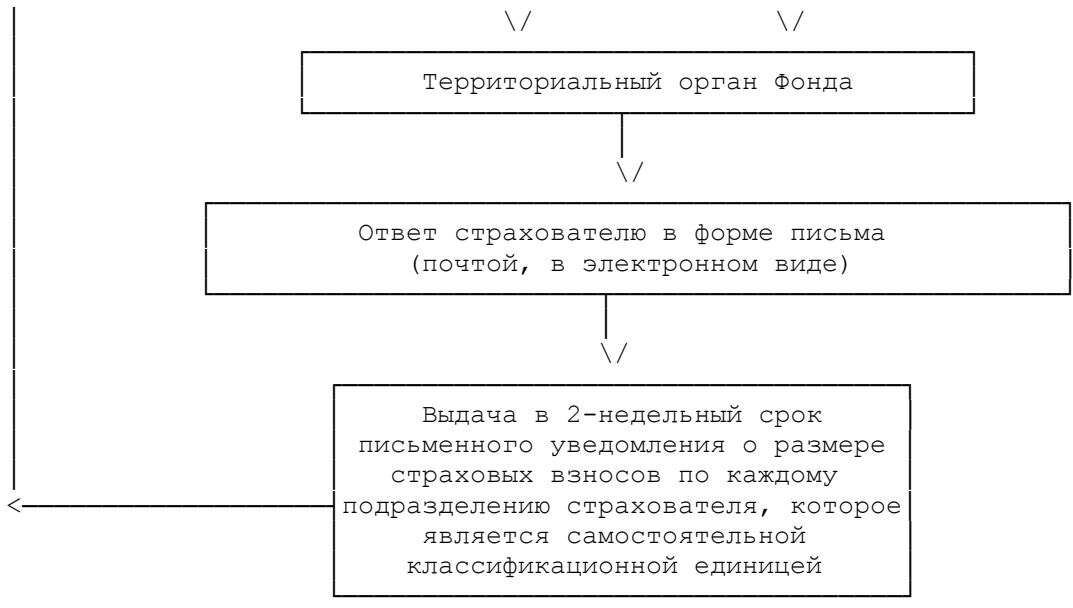 Территориальный орган Фонда
Ответ страхователю в форме письма
(почтой, в электронном виде)
Выдача в 2-недельный срок
письменного уведомления о размере
страховых взносов по каждому
подразделению страхователя, которое
является самостоятельной
классификационной единицей